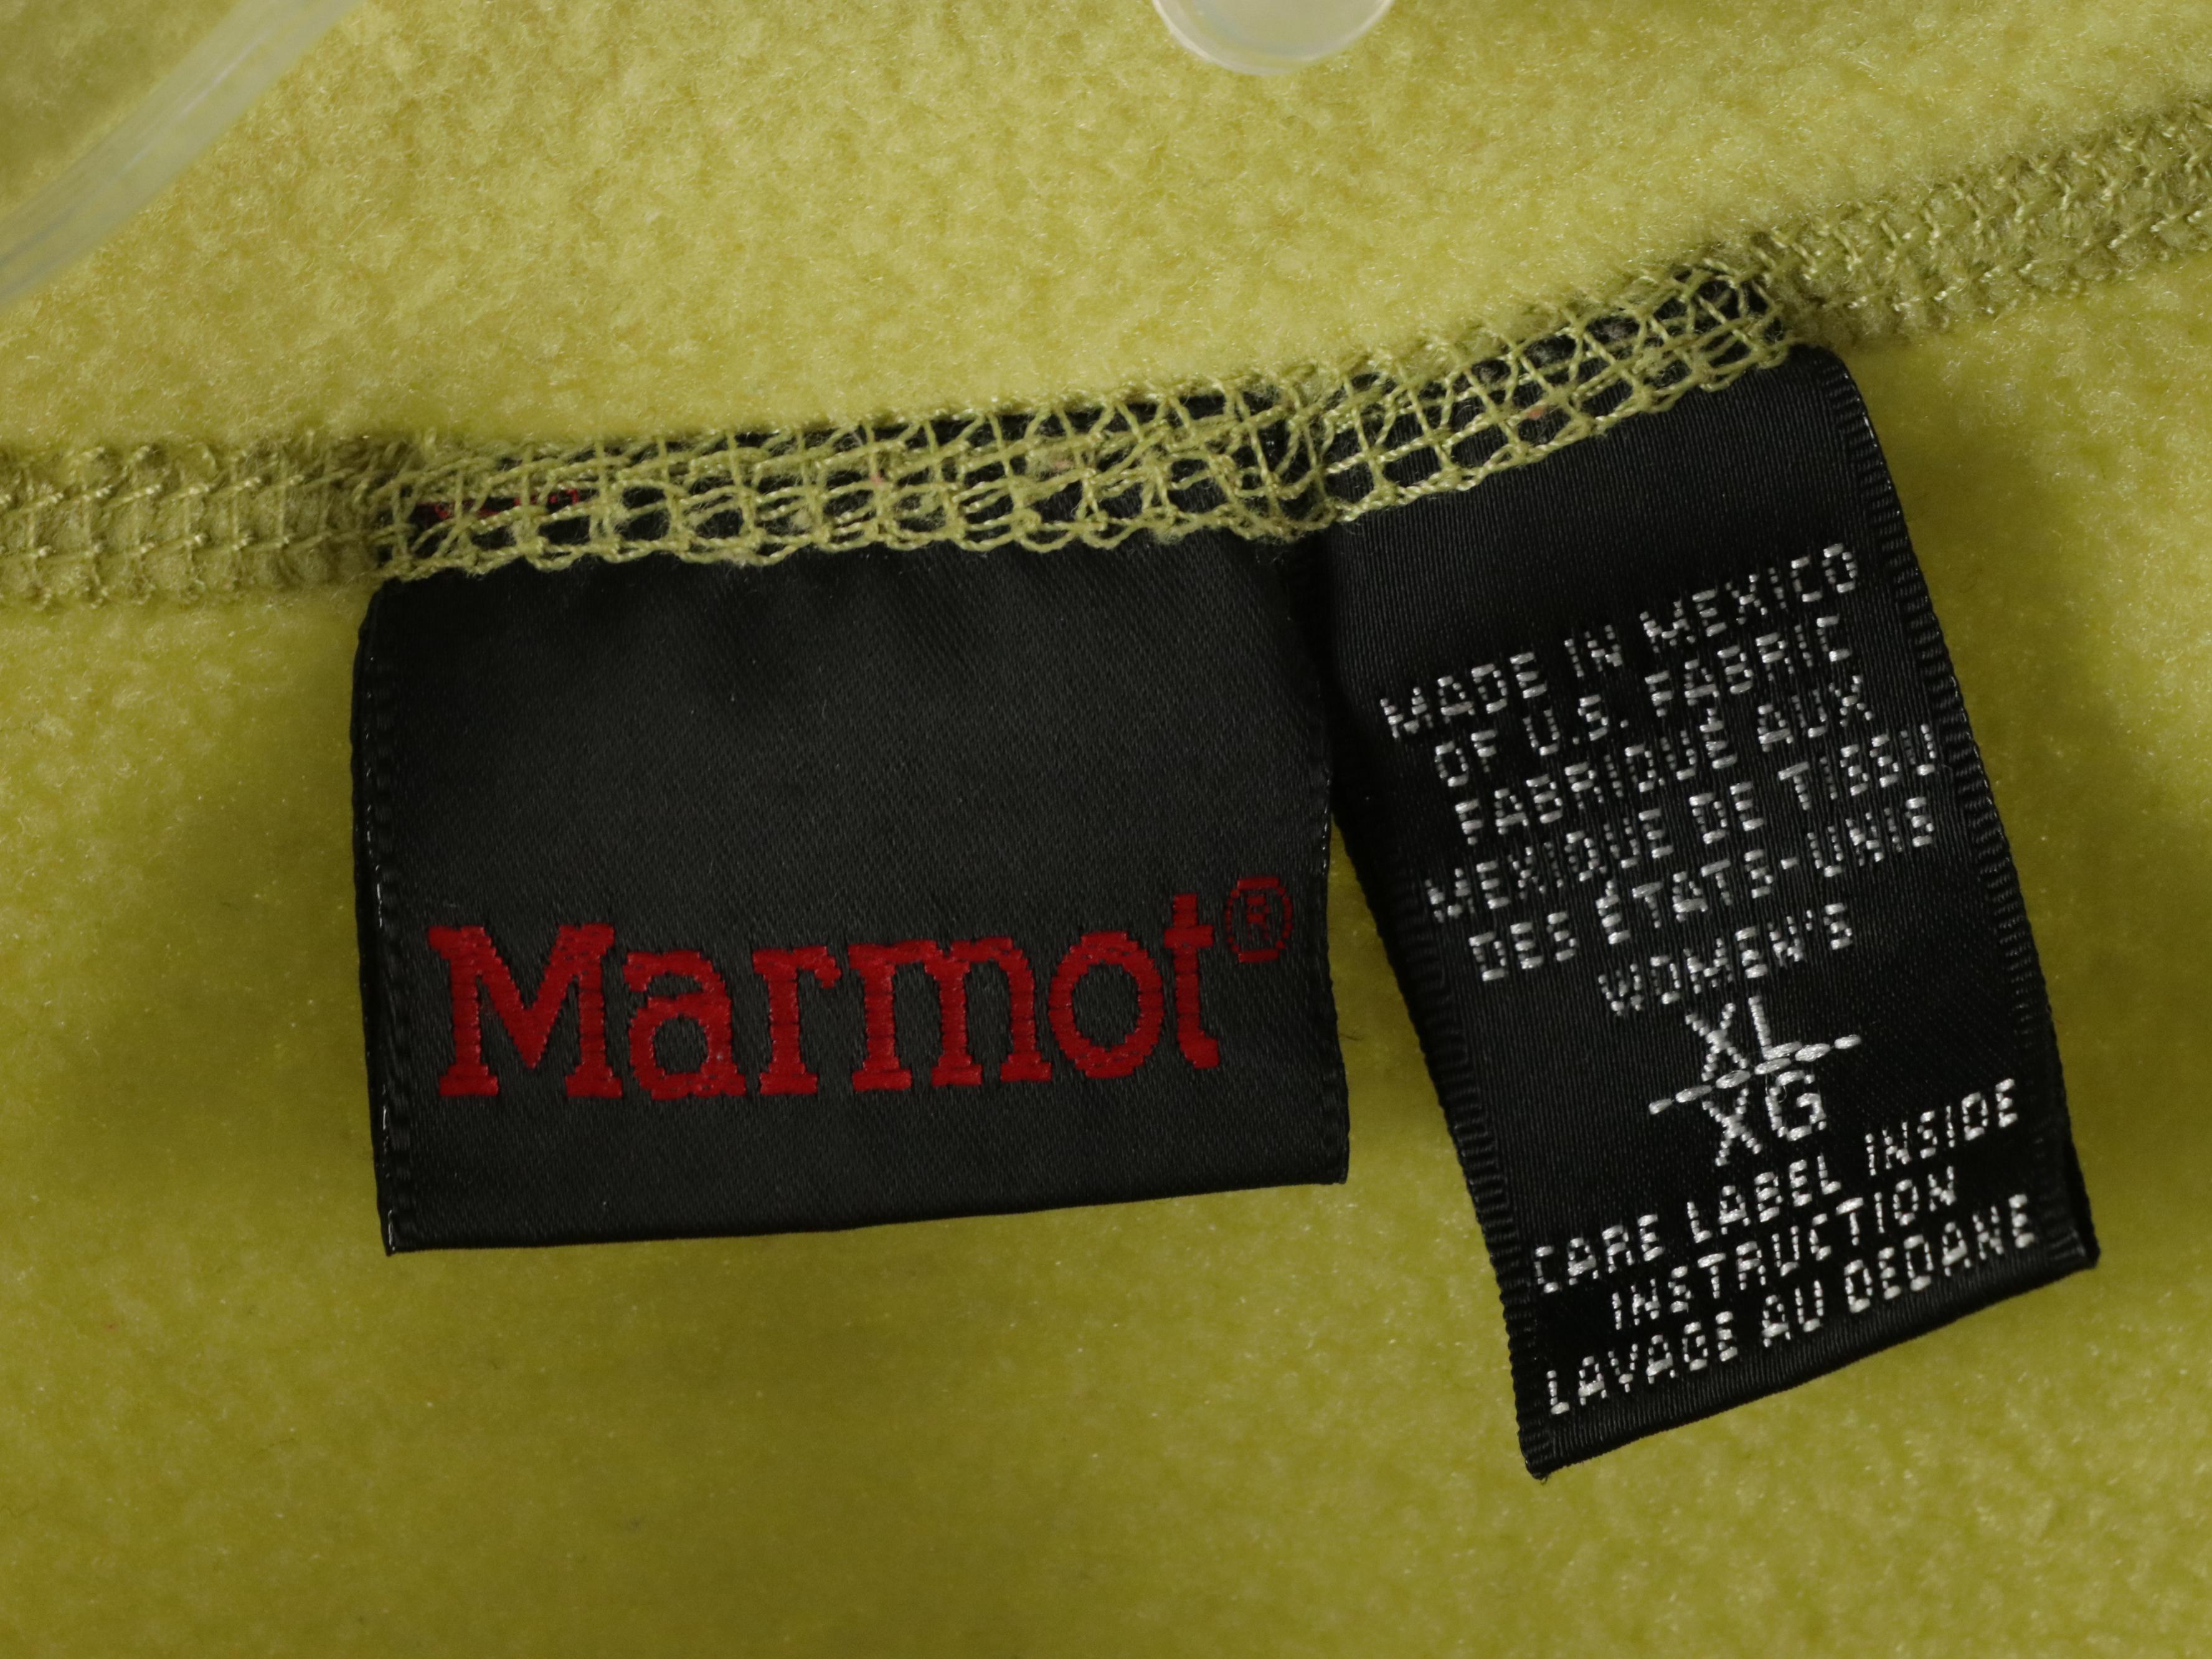 Marmot®
MADE IN MEXICO
OF U.S. FABRIC
FABRIQUÉ AUX
MEXIQUE DE TISSU
DES ÉTATS-UNIS
WOMEN'S
XL
XG
CARE LABEL INSIDE
INSTRUCTION
LAVAGE AU DEDANE